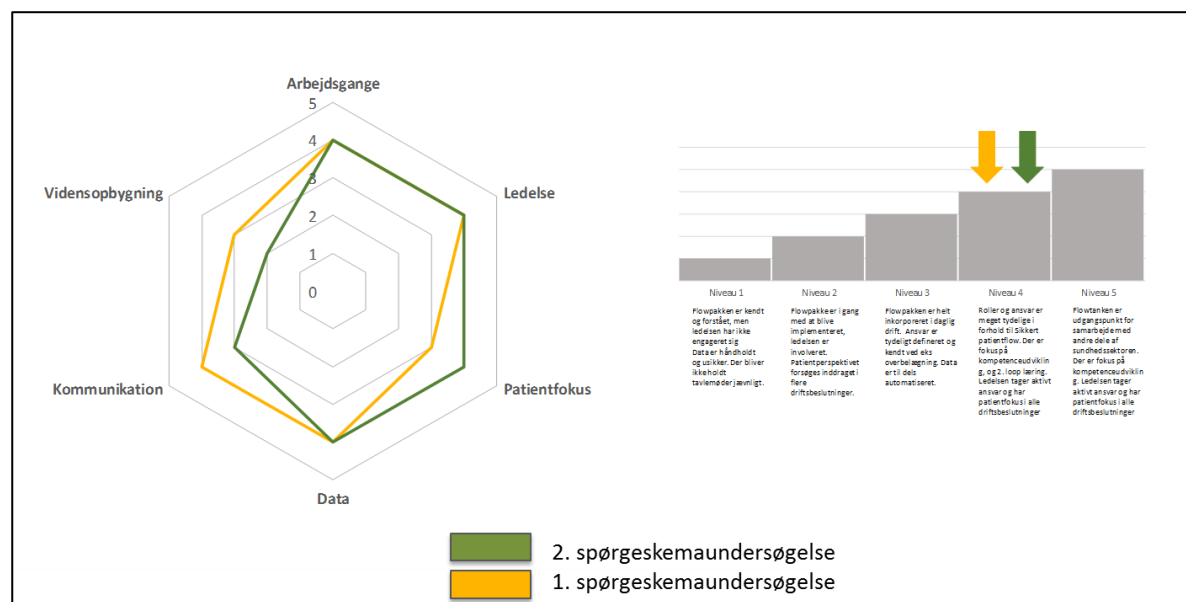 Arbejdsgange
5
4
3
2
1
0
Vidensopbygning
Ledelse
Kommunikation
Patientfokus
Data
Niveau 1
Niveau 2
Niveau 3
Niveau 4
Niveau 5
Flowpakken er kendt
og forstået, men
ledelsen har ikke
engageret sig
Data er håndholdt
og usikker. Der bliver
ikke holdt
tavlemøder jævnligt.
Flowpakke er i gang
med at blive
implementeret,
ledelsen er
involveret.
Patientperspektivet
forsøges inddraget i
flere
driftsbeslutninger.
Flowpakken er helt
inkorporeret i daglig
drift. Ansvar er
tydeligt defineret og
kendt ved eks
overbelægning. Data
er til dels
automatiseret.
Roller og ansvar er
meget tydelige i
forhold til Sikkert
patientflow. Der er
fokus på
kompetenceudviklin
g, og 2. loop læring.
Ledelsen tager aktivt
ansvar og har
patientfokus i alle
driftsbeslutninger
Flowtanken er
udgangspunkt for
samarbejde med
andre dele af
sundhedssektoren.
Der er fokus på
kompetenceudviklin
g. Ledelsen tager
aktivt ansvar og har
patientfokus i alle
driftsbeslutninger
2. spørgeskemaundersøgelse
1. spørgeskemaundersøgelse